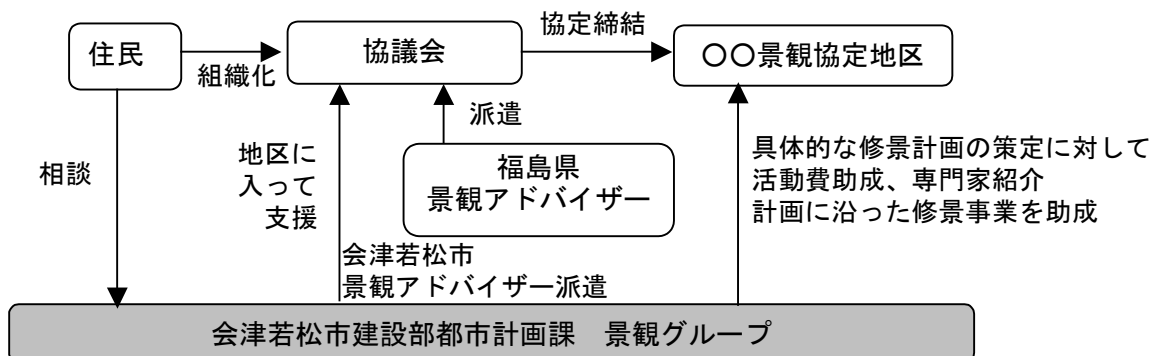 住民
組織化
協議会
協定締結
〇〇景観協定地区
相談
地区に
入って
支援
派遣
福島県
景観アドバイザー
会津若松市
景観アドバイザー派遣
具体的な修景計画の策定に対して
活動費助成、専門家紹介
計画に沿った修景事業を助成
会津若松市建設部都市計画課　景観グループ